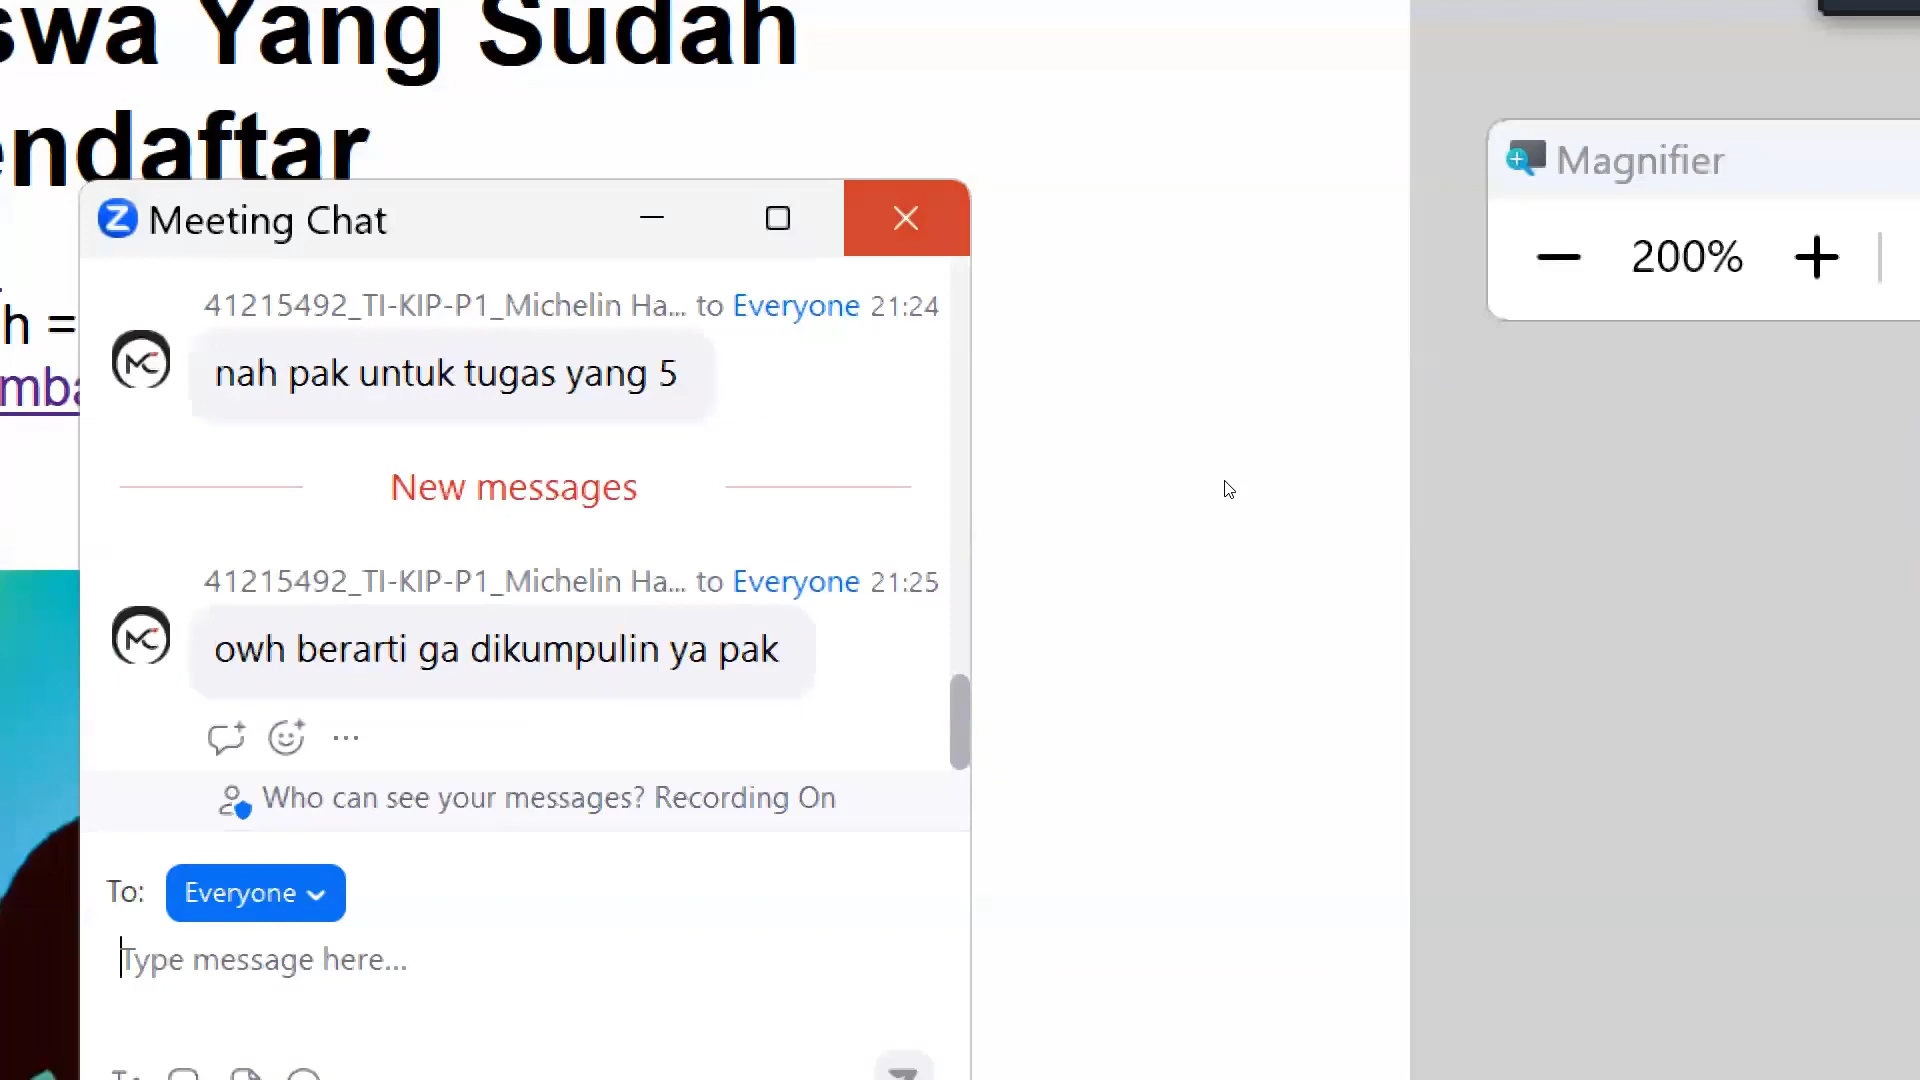 swa Yang Sudah
endaftar
h =
mba
Magnifier
200%
Meeting Chat
41215492_TI-KIP-P1_Michelin Ha... to Everyone 21:24
nah pak untuk tugas yang 5
New messages
41215492_TI-KIP-P1_Michelin Ha... to Everyone 21:25
owh berarti ga dikumpulin ya pak
Who can see your messages? Recording On
To: Everyone
Type message here...